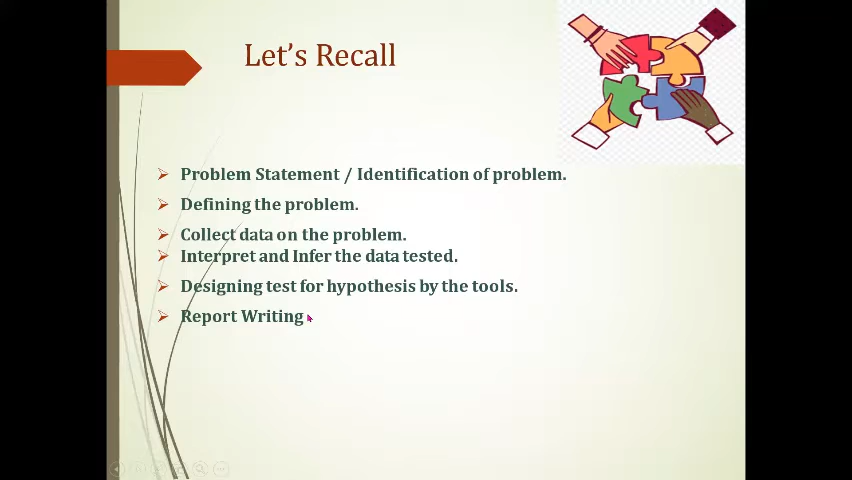 Let's Recall
Problem Statement / Identification of problem.
Defining the problem.
Collect data on the problem.
Interpret and Infer the data tested.
Designing test for hypothesis by the tools.
Report Writing